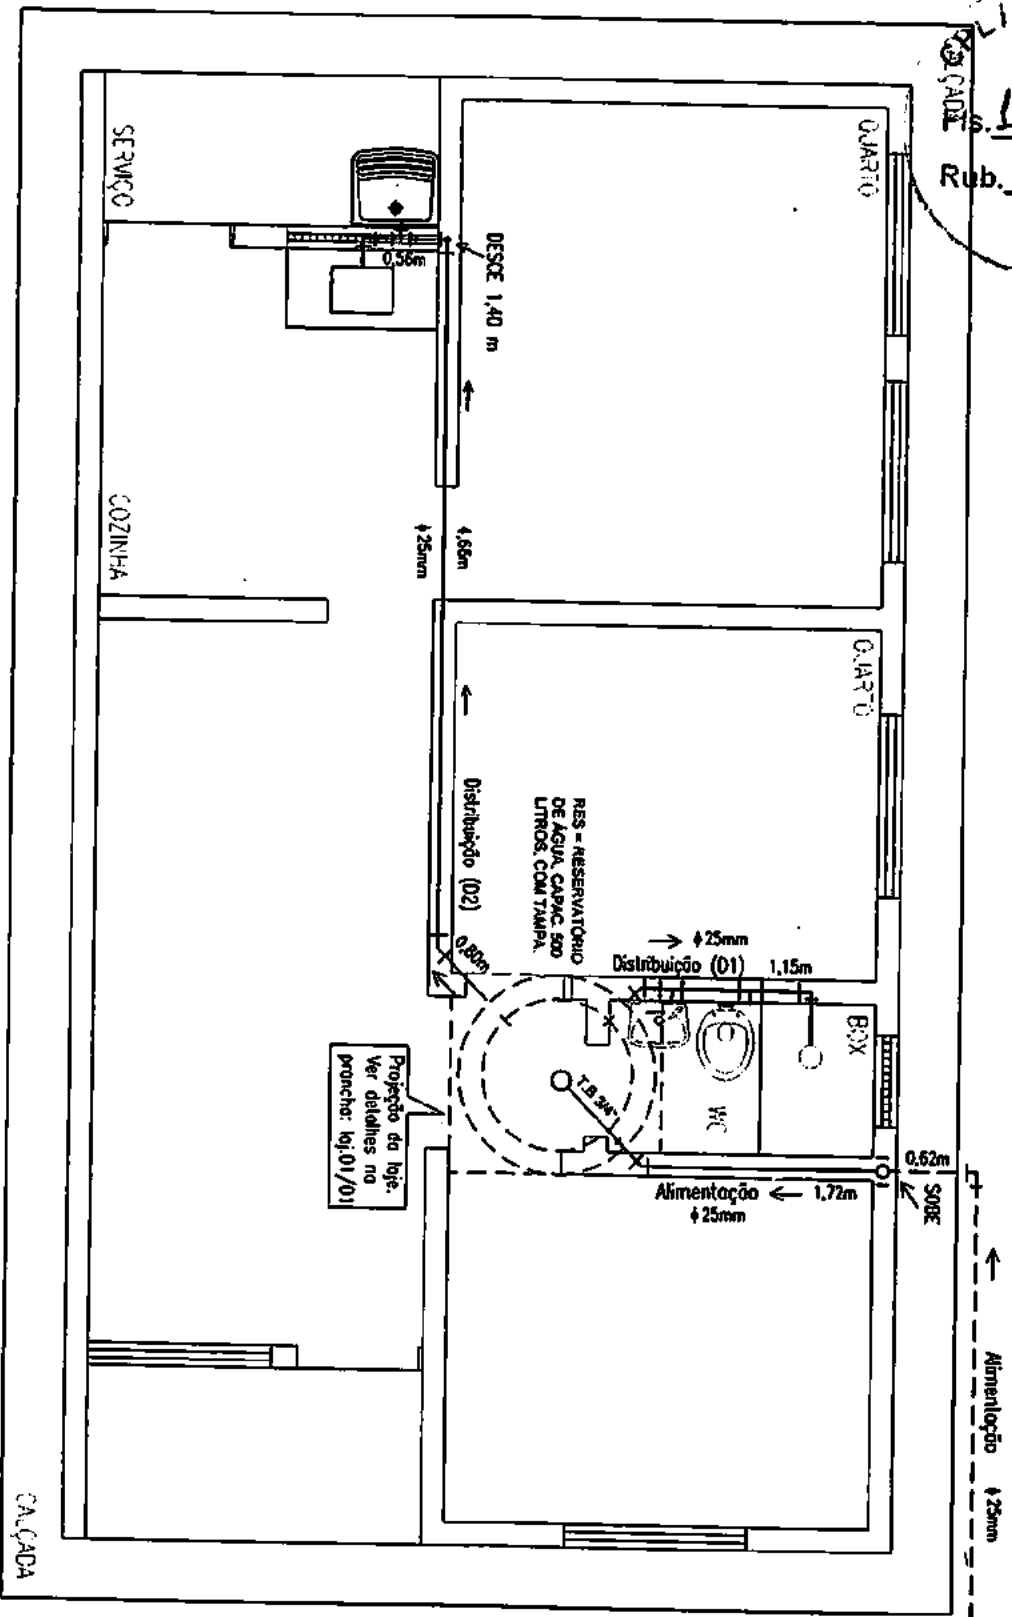 Fls.
Rub.
QUARTO
SERVIÇO
DESCE 1,40 m
0,56m
COZINHA
4,66m
ϕ25mm
QUARTO
Distribuição (D2)
RES = RESERVATÓRIO
DE ÁGUA, CAPAC. 500
LITROS, COM TAMPA.
0,80m
ϕ25mm
Distribuição (D1)
1,15m
BOX
WC
T.B 3/4"
Projeção da laje.
Ver detalhes na
prancha: laj.01/01
0,62m
SOBE
Alimentação
1,72m
ϕ25mm
Alimentação ϕ25mm
CALÇADA